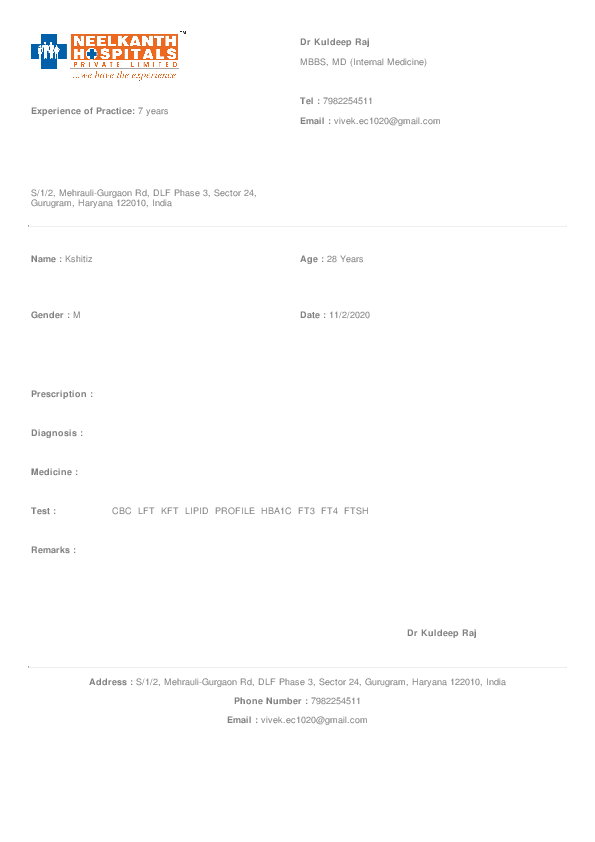 NEELKANTH
HOSPITALS
PRIVATE LIMITED
...we have the experience
TM
Dr Kuldeep Raj
MBBS, MD (Internal Medicine)
Tel : 7982254511
Experience of Practice: 7 years
Email : vivek.ec1020@gmail.com
S/1/2, Mehrauli-Gurgaon Rd, DLF Phase 3, Sector 24,
Gurugram, Haryana 122010, India
Name : Kshitiz
Age : 28 Years
Gender : M
Date : 11/2/2020
Prescription :
Diagnosis :
Medicine :
Test : CBC LFT KFT LIPID PROFILE HBA1C FT3 FT4 FTSH
Remarks :
Dr Kuldeep Raj
Address : S/1/2, Mehrauli-Gurgaon Rd, DLF Phase 3, Sector 24, Gurugram, Haryana 122010, India
Phone Number : 7982254511
Email : vivek.ec1020@gmail.com